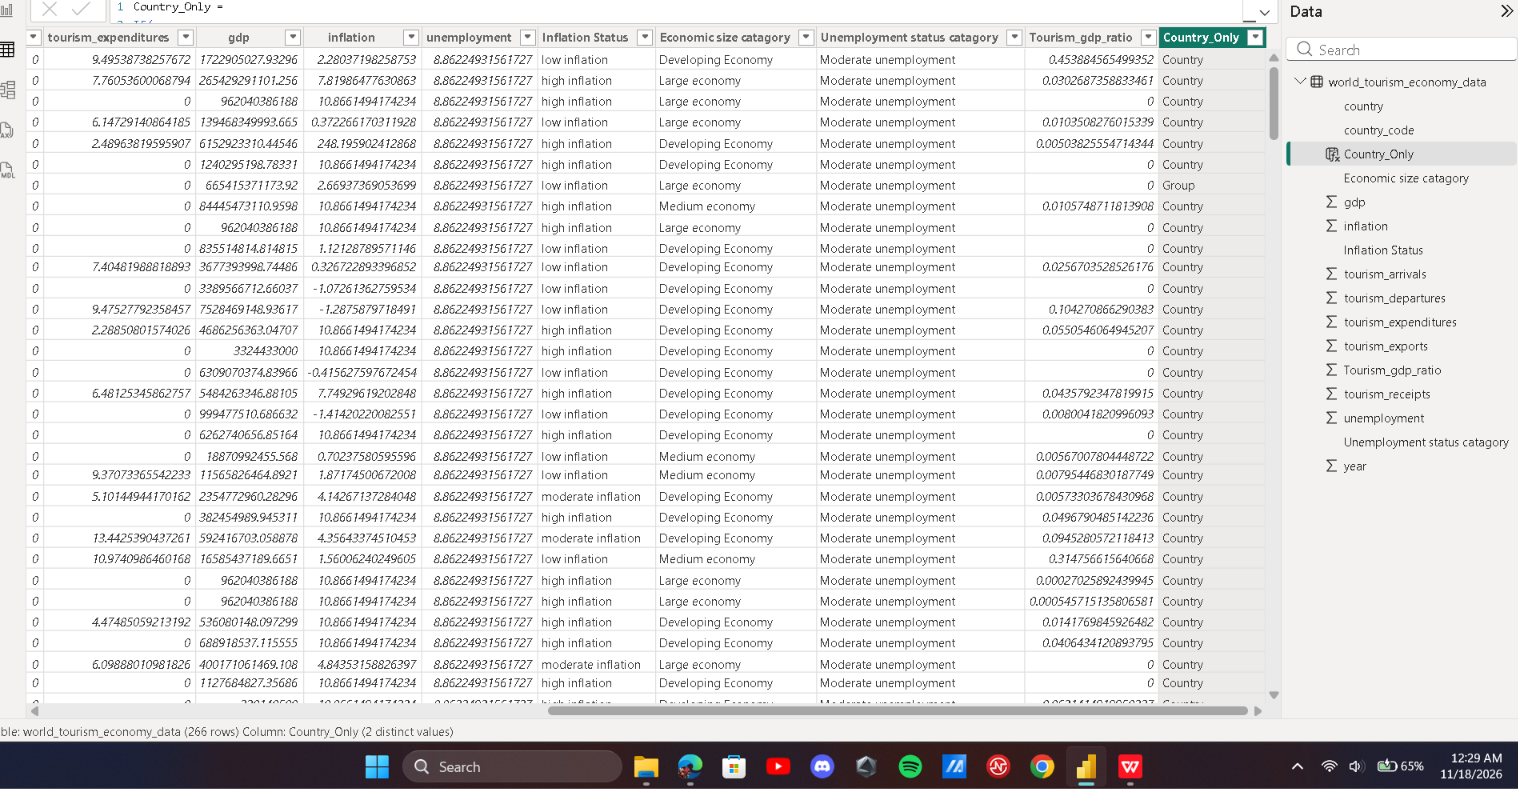 1 Country_Only =
Data
Search
tourism_expenditures gdp inflation unemployment Inflation Status Economic size catagory Unemployment status catagory Tourism_gdp_ratio Country_Only
0 9.49538738257672 1722905027.93296 2.28037198258753 8.86224931561727 low inflation Developing Economy Moderate unemployment 0.453884565499352 Country
0 7.76053600068794 265429291101.256 7.81986477630863 8.86224931561727 high inflation Large economy Moderate unemployment 0.0302687358833461 Country
0 0 962040386188 10.8661494174234 8.86224931561727 high inflation Large economy Moderate unemployment 0 Country
0 6.14729140864185 139468349993.665 0.372266170311928 8.86224931561727 low inflation Large economy Moderate unemployment 0.0103508276015339 Country
0 2.48963819595907 6152923310.44546 248.195902412868 8.86224931561727 high inflation Developing Economy Moderate unemployment 0.00503825554714344 Country
0 0 1240295198.78331 10.8661494174234 8.86224931561727 high inflation Developing Economy Moderate unemployment 0 Country
0 0 665415371173.92 2.66937369053699 8.86224931561727 low inflation Large economy Moderate unemployment 0 Group
0 0 84445473110.9598 10.8661494174234 8.86224931561727 high inflation Medium economy Moderate unemployment 0.0105748711813908 Country
0 0 962040386188 10.8661494174234 8.86224931561727 high inflation Large economy Moderate unemployment 0 Country
0 0 835514814.814815 1.12128789571146 8.86224931561727 low inflation Developing Economy Moderate unemployment 0 Country
0 7.40481988818893 3677393998.74486 0.326722893396852 8.86224931561727 low inflation Developing Economy Moderate unemployment 0.0256703528526176 Country
0 0 3389566712.66037 -1.07261362759534 8.86224931561727 low inflation Developing Economy Moderate unemployment 0 Country
0 9.47527792358457 7528469148.93617 -1.2875879718491 8.86224931561727 low inflation Developing Economy Moderate unemployment 0.104270866290383 Country
0 2.28850801574026 4686256363.04707 10.8661494174234 8.86224931561727 high inflation Developing Economy Moderate unemployment 0.0550546064945207 Country
0 0 3324433000 10.8661494174234 8.86224931561727 high inflation Developing Economy Moderate unemployment 0 Country
0 0 6309070374.83966 -0.415627597672454 8.86224931561727 low inflation Developing Economy Moderate unemployment 0 Country
0 6.48125345862757 5484263346.88105 7.74929619202848 8.86224931561727 high inflation Developing Economy Moderate unemployment 0.0435792347819915 Country
0 0 999477510.686632 -1.41420220082551 8.86224931561727 low inflation Developing Economy Moderate unemployment 0.0080041820996093 Country
0 0 6262740656.85164 10.8661494174234 8.86224931561727 high inflation Developing Economy Moderate unemployment 0 Country
0 0 18870992455.568 0.70237580595596 8.86224931561727 low inflation Medium economy Moderate unemployment 0.00567007804448722 Country
0 9.37073365542233 11565826464.8921 1.87174500672008 8.86224931561727 low inflation Medium economy Moderate unemployment 0.00795446830187749 Country
0 5.10144944170162 2354772960.28296 4.14267137284048 8.86224931561727 moderate inflation Developing Economy Moderate unemployment 0.00573303678430968 Country
0 0 382454989.945311 10.8661494174234 8.86224931561727 high inflation Developing Economy Moderate unemployment 0.0496790485142236 Country
0 13.4425390437261 592416703.058878 4.35643374510453 8.86224931561727 moderate inflation Developing Economy Moderate unemployment 0.0945280572118413 Country
0 10.9740986460168 16585437189.6651 1.56006240249605 8.86224931561727 low inflation Medium economy Moderate unemployment 0.314756615640668 Country
0 0 962040386188 10.8661494174234 8.86224931561727 high inflation Large economy Moderate unemployment 0.00027025892439945 Country
0 0 962040386188 10.8661494174234 8.86224931561727 high inflation Large economy Moderate unemployment 0.000545715135806581 Country
0 4.47485059213192 536080148.097299 10.8661494174234 8.86224931561727 high inflation Developing Economy Moderate unemployment 0.0141769845926482 Country
0 0 688918537.115555 10.8661494174234 8.86224931561727 high inflation Developing Economy Moderate unemployment 0.0406434120893795 Country
0 6.09888010981826 400171061469.108 4.84353158826397 8.86224931561727 moderate inflation Large economy Moderate unemployment 0 Country
0 0 1127684827.35686 10.8661494174234 8.86224931561727 high inflation Developing Economy Moderate unemployment 0 Country
world_tourism_economy_data
country
country_code
Country_Only
Economic size catagory
gdp
inflation
Inflation Status
tourism_arrivals
tourism_departures
tourism_expenditures
tourism_exports
Tourism_gdp_ratio
tourism_receipts
unemployment
Unemployment status catagory
year
ble: world_tourism_economy_data (266 rows) Column: Country_Only (2 distinct values)
Search
65%
12:29 AM
11/18/2026